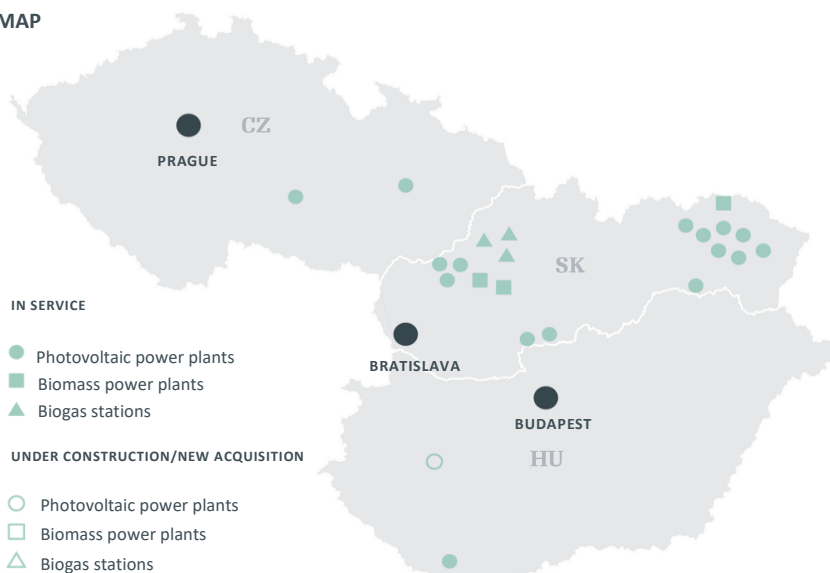 MAP
CZ
PRAGUE
SK
IN SERVICE
Photovoltaic power plants
Biomass power plants
Biogas stations
BRATISLAVA
BUDAPEST
HU
UNDER CONSTRUCTION/NEW ACQUISITION
Photovoltaic power plants
Biomass power plants
Biogas stations